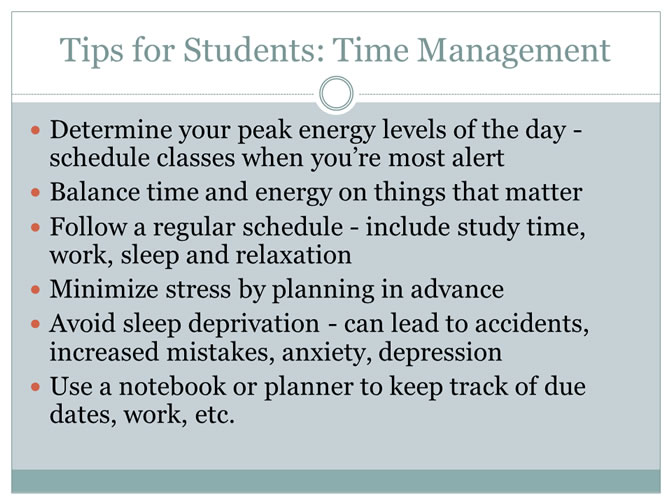 Tips for Students: Time Management
• Determine your peak energy levels of the day -
schedule classes when you’re most alert
• Balance time and energy on things that matter
• Follow a regular schedule - include study time,
work, sleep and relaxation
• Minimize stress by planning in advance
• Avoid sleep deprivation - can lead to accidents,
increased mistakes, anxiety, depression
• Use a notebook or planner to keep track of due
dates, work, etc.